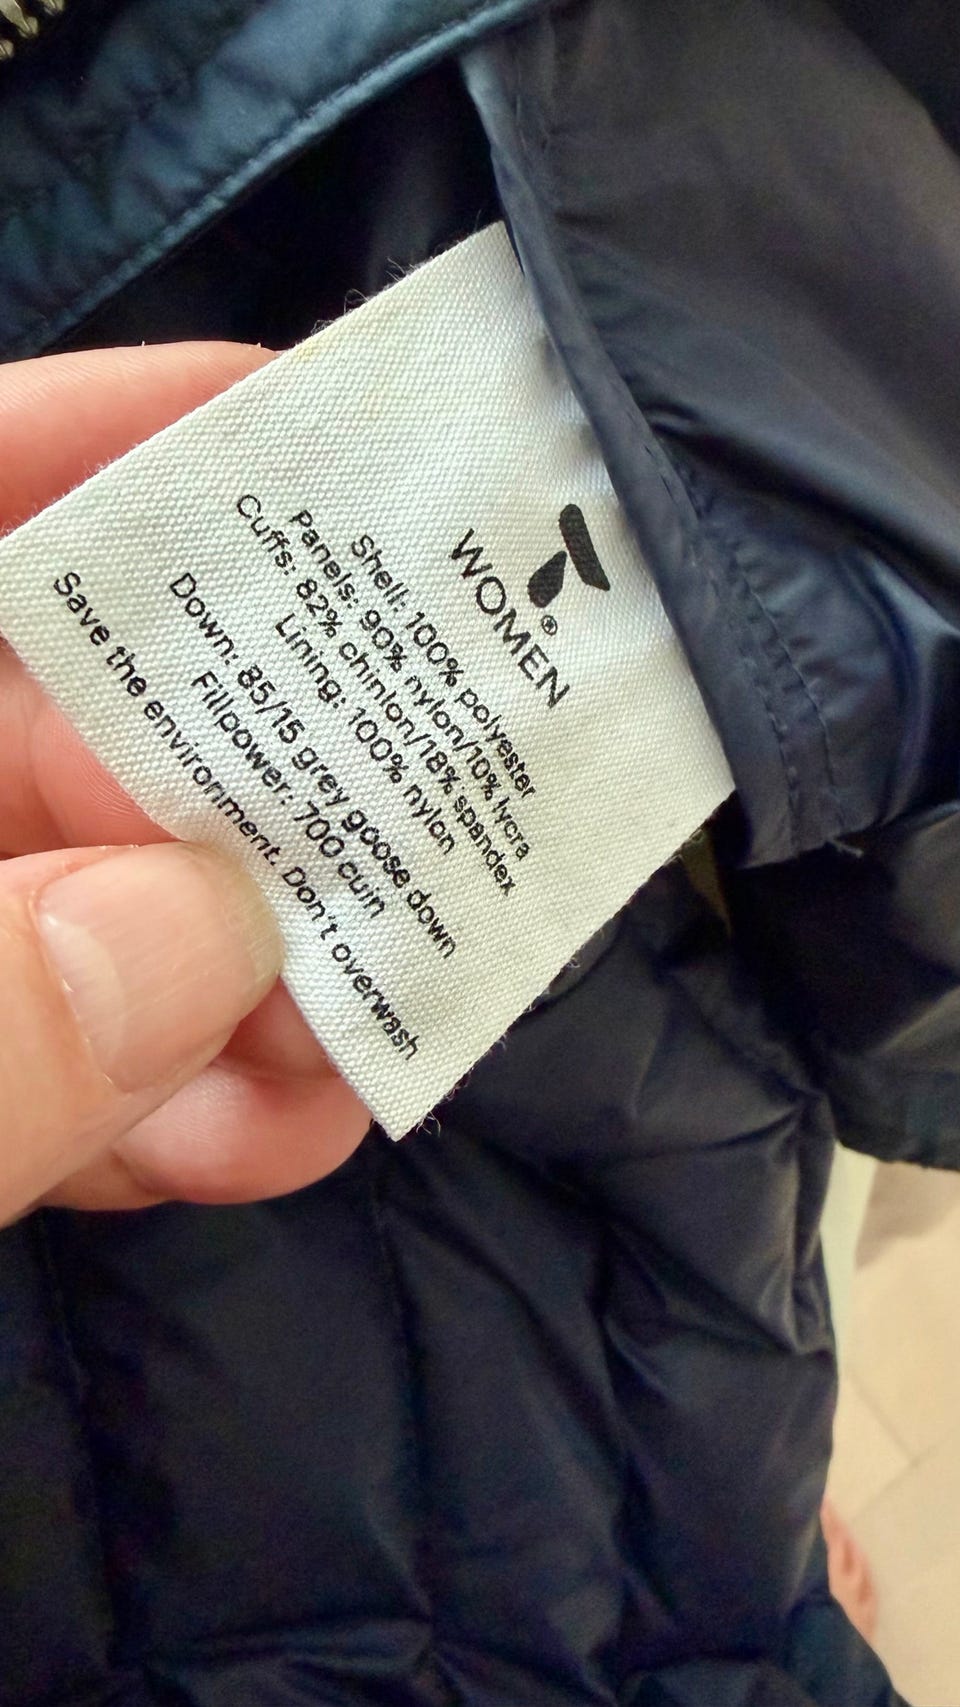 ®
WOMEN
Shell: 100% polyester
Panels: 90% nylon/10% lycra
Cuffs: 82% chinlon/18% spandex
Lining: 100% nylon
Down: 85/15 grey goose down
Fillpower: 700 cuin
Save the environment. Don't overwash